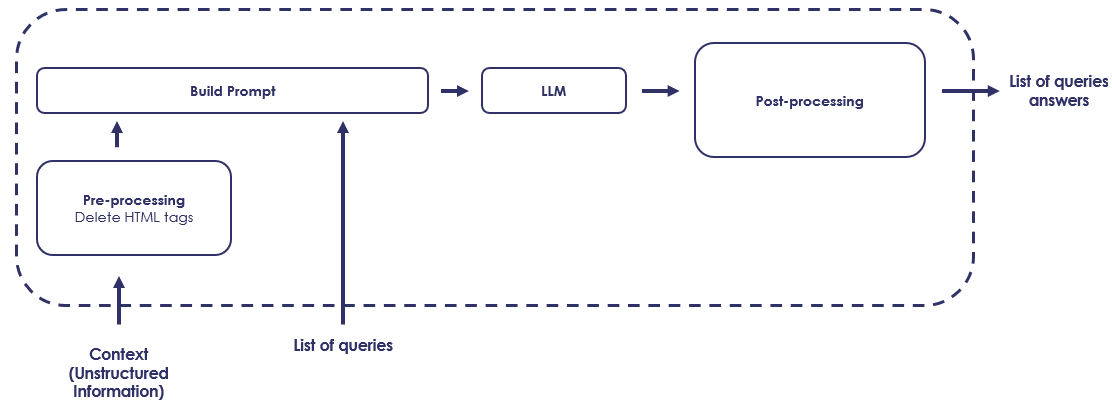 Build Prompt
LLM
Post-processing
List of queries
answers
Pre-processing
Delete HTML tags
Context
(Unstructured
Information)
List of queries